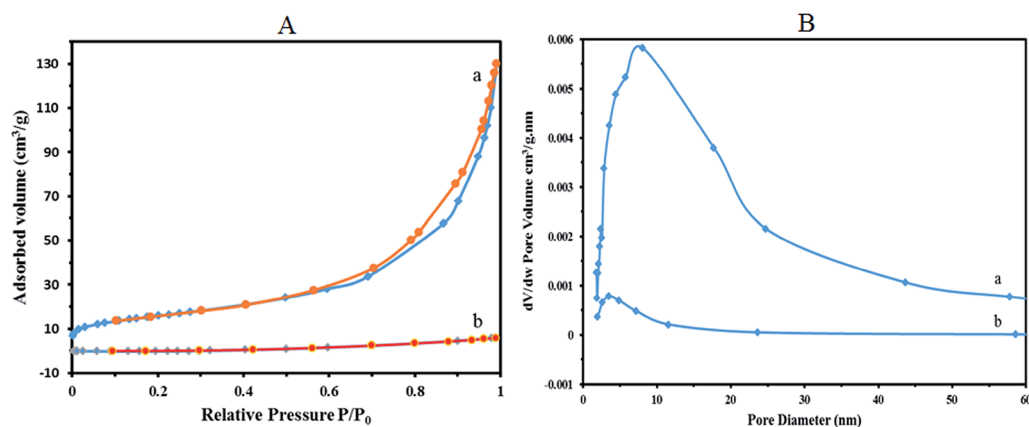 A
Adsorbed volume (cm³/g)
130
110
90
70
50
30
10
-10
0
0.2
0.4
0.6
0.8
1
a
b
Relative Pressure P/P₀
B
dV/dw Pore Volume cm³/g.nm
0.006
0.005
0.004
0.003
0.002
0.001
0
-0.001
0
10
20
30
40
50
60
a
b
Pore Diameter (nm)